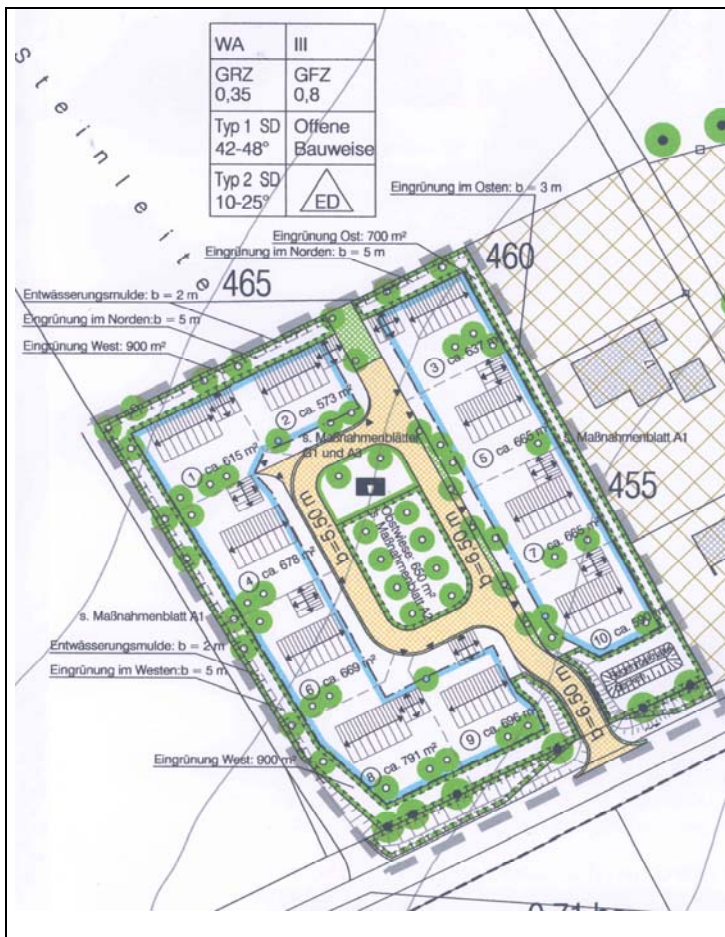 Steinleite
WA III
GRZ GFZ
0,35 0,8
Typ 1 SD Offene
42-48° Bauweise
Typ 2 SD ED
10-25°
Eingrünung im Osten: b = 3 m
Eingrünung Ost: 700 m²
Eingrünung im Norden: b = 5 m
460
465
Entwässerungsmulde: b = 2 m
Eingrünung im Norden: b = 5 m
Eingrünung West: 900 m²
3 ca. 607 m²
2 ca. 573 m²
s. Maßnahmenblätter
G1 und A3
1 ca. 615 m²
5 ca. 665 m²
s. Maßnahmenblatt A1
455
b=5,50 m
b=6,50 m
Obstwiese: 650 m²
s. Maßnahmenblatt
4 ca. 678 m²
7 ca. 665 m²
s. Maßnahmenblatt A1
10 ca.
Entwässerungsmulde: b = 2 m
Eingrünung im Westen: b = 5 m
6 ca. 669 m²
b=6,50 m
9 ca. 696 m²
8 ca. 791 m²
Eingrünung West: 900 m²